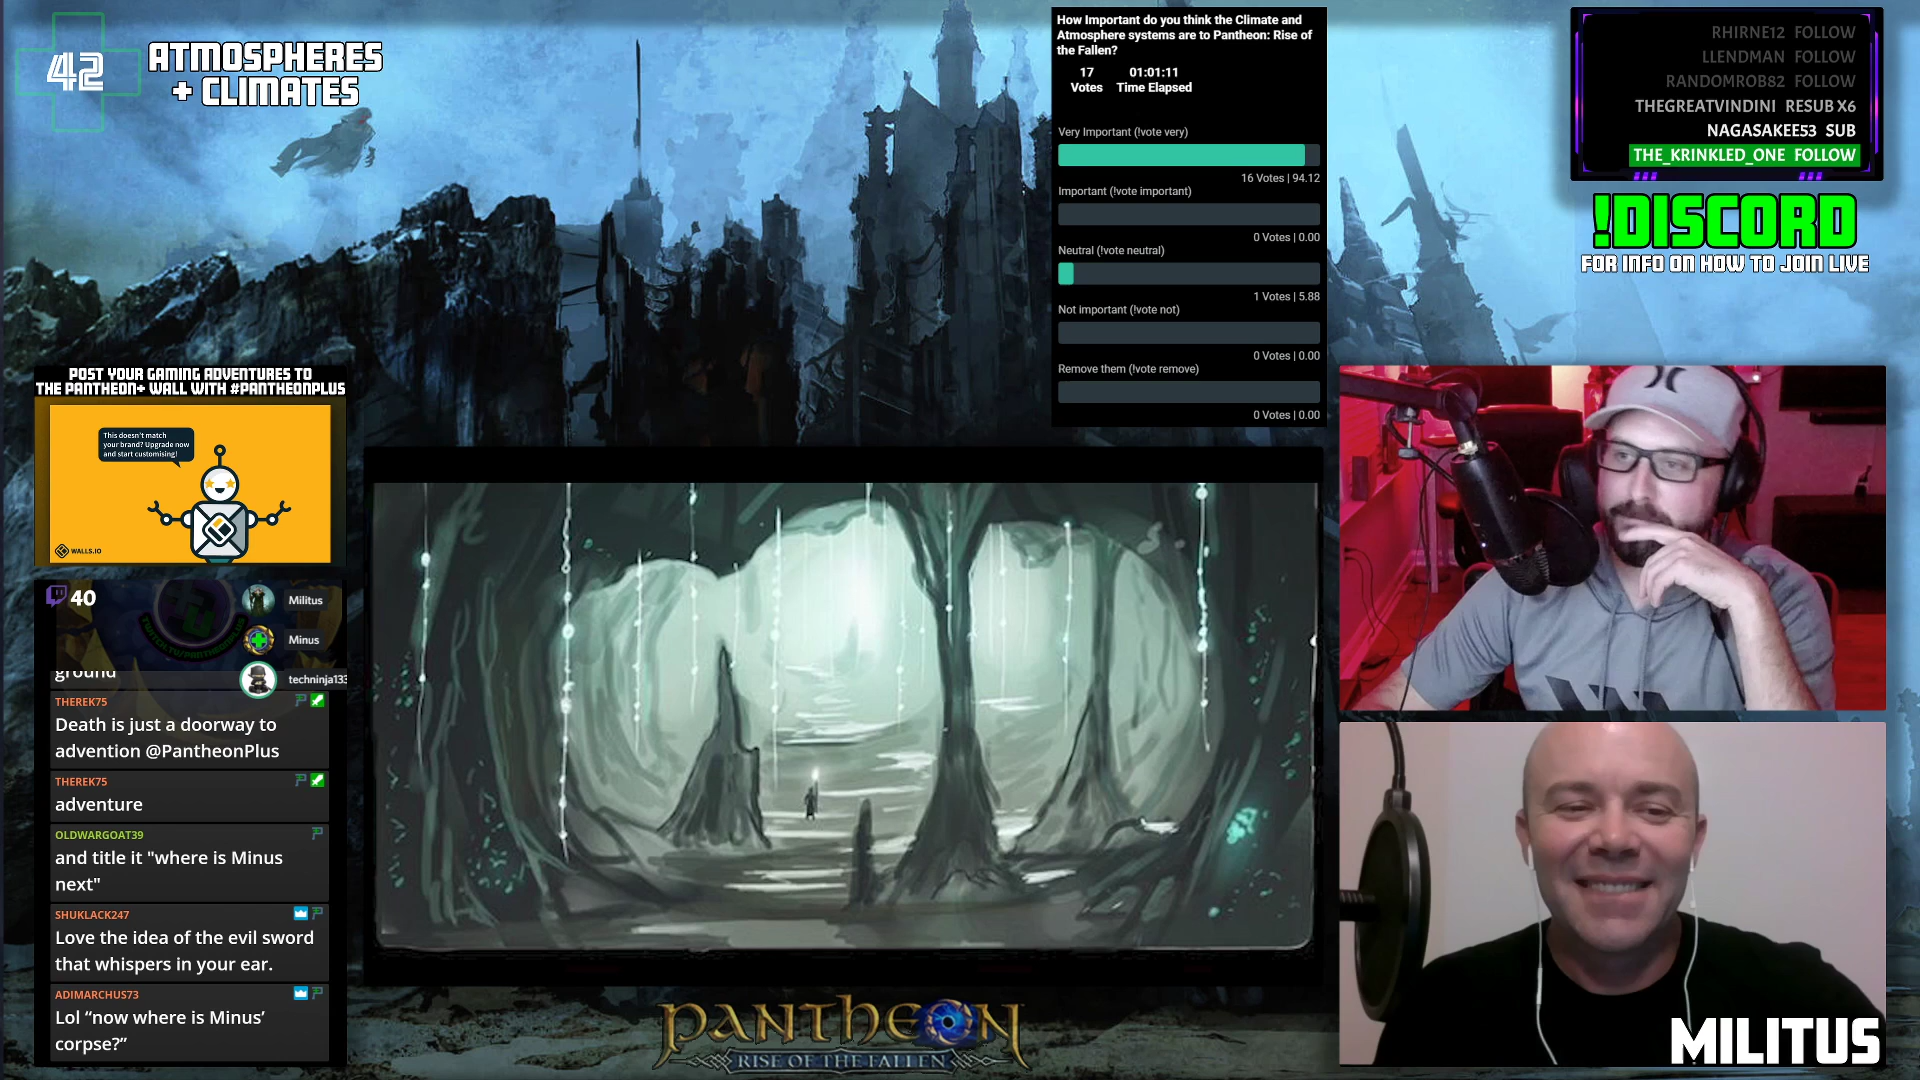 42
ATMOSPHERES
+ CLIMATES
How Important do you think the Climate and
Atmosphere systems are to Pantheon: Rise of
the Fallen?
17
Votes
01:01:11
Time Elapsed
Very Important (!vote very)
16 Votes | 94.12
Important (!vote important)
0 Votes | 0.00
Neutral (!vote neutral)
1 Votes | 5.88
Not important (!vote not)
0 Votes | 0.00
Remove them (!vote remove)
0 Votes | 0.00
RHIRNE12 FOLLOW
LLENDMAN FOLLOW
RANDOMROB82 FOLLOW
THEGREATVINDINI RESUB X6
NAGASAKEE53 SUB
THE_KRINKLED_ONE FOLLOW
!DISCORD
FOR INFO ON HOW TO JOIN LIVE
POST YOUR GAMING ADVENTURES TO
THE PANTHEON+ WALL WITH #PANTHEONPLUS
This doesn't match
your brand? Upgrade now
and start customising!
WALLS.IO
40
Militus
Minus
techninja133
TWITCH.TV/PANTHEONPLUS
ground
THEREK75
Death is just a doorway to
advention @PantheonPlus
THEREK75
adventure
OLDWARGOAT39
and title it "where is Minus
next"
SHUKLACK247
Love the idea of the evil sword
that whispers in your ear.
ADIMARCHUS73
Lol “now where is Minus’
corpse?”
PANTHEON
RISE OF THE FALLEN
MILITUS